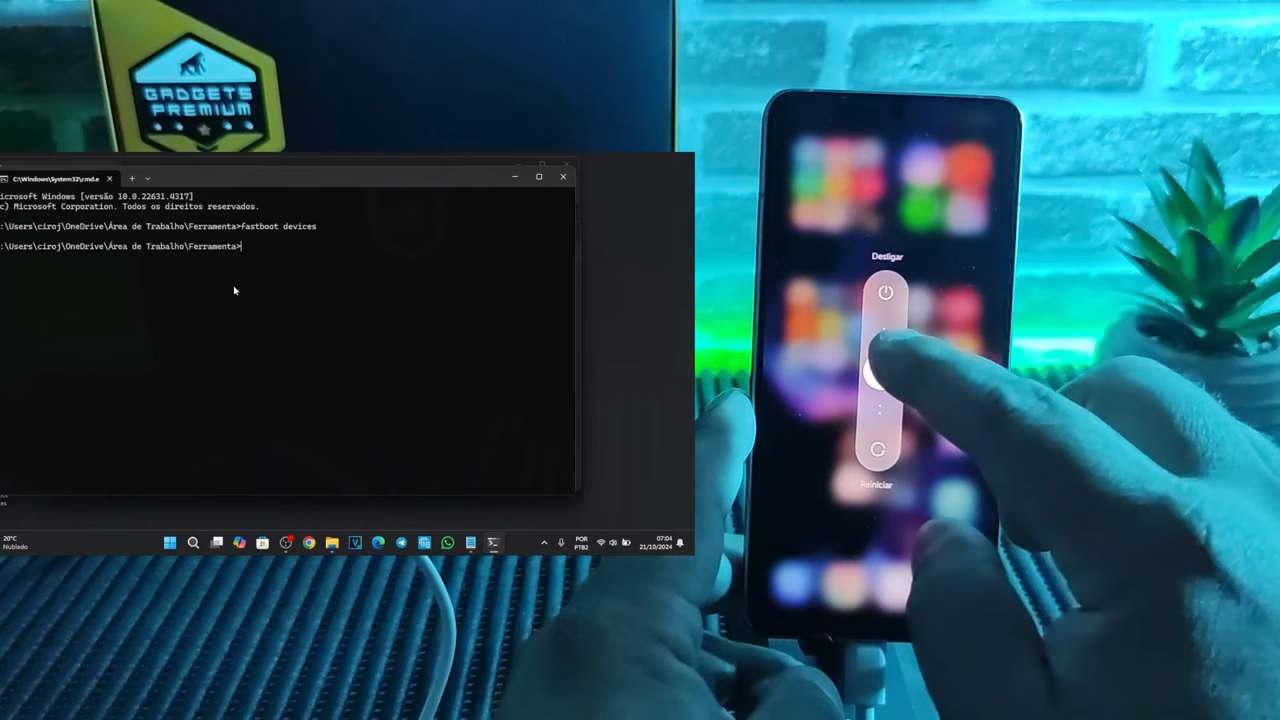 GADGETS
PREMIUM
C:\Windows\System32\cmd.e
icrosoft Windows [versão 10.0.22631.4317]
c) Microsoft Corporation. Todos os direitos reservados.
:\Users\ciroj\OneDrive\Área de Trabalho\Ferramenta>fastboot devices
:\Users\ciroj\OneDrive\Área de Trabalho\Ferramenta>
es
20°C
Nublado
POR
PTB2
07:04
21/10/2024
Desligar
Reiniciar